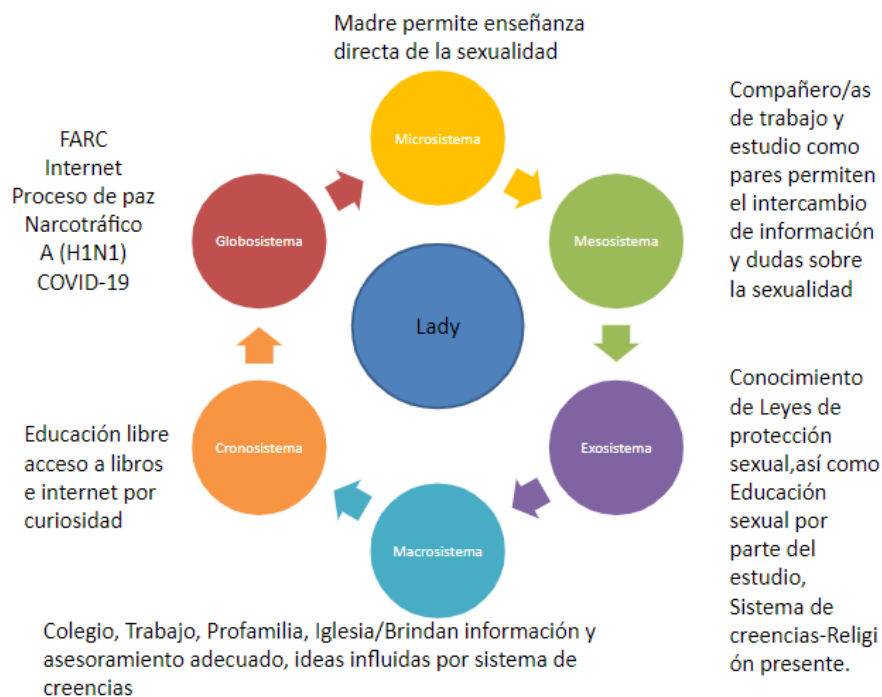 Madre permite enseñanza
directa de la sexualidad
Microsistema
Compañero/as
de trabajo y
estudio como
pares permiten
el intercambio
de información
y dudas sobre
la sexualidad
Mesosistema
Conocimiento
de Leyes de
protección
sexual,así como
Educación
sexual por
parte del
estudio,
Sistema de
creencias-Religi
ón presente.
Exosistema
Macrosistema
Colegio, Trabajo, Profamilia, Iglesia/Brindan información y
asesoramiento adecuado, ideas influidas por sistema de
creencias
Cronosistema
Educación libre
acceso a libros
e internet por
curiosidad
Globosistema
FARC
Internet
Proceso de paz
Narcotráfico
A (H1N1)
COVID-19
Lady